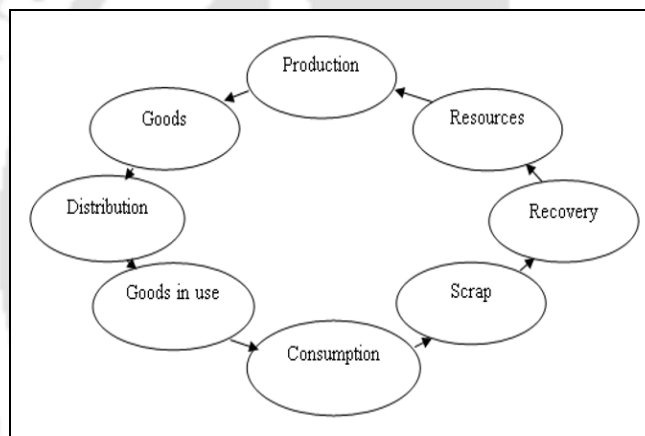 Production
Goods
Resources
Distribution
Recovery
Goods in use
Scrap
Consumption